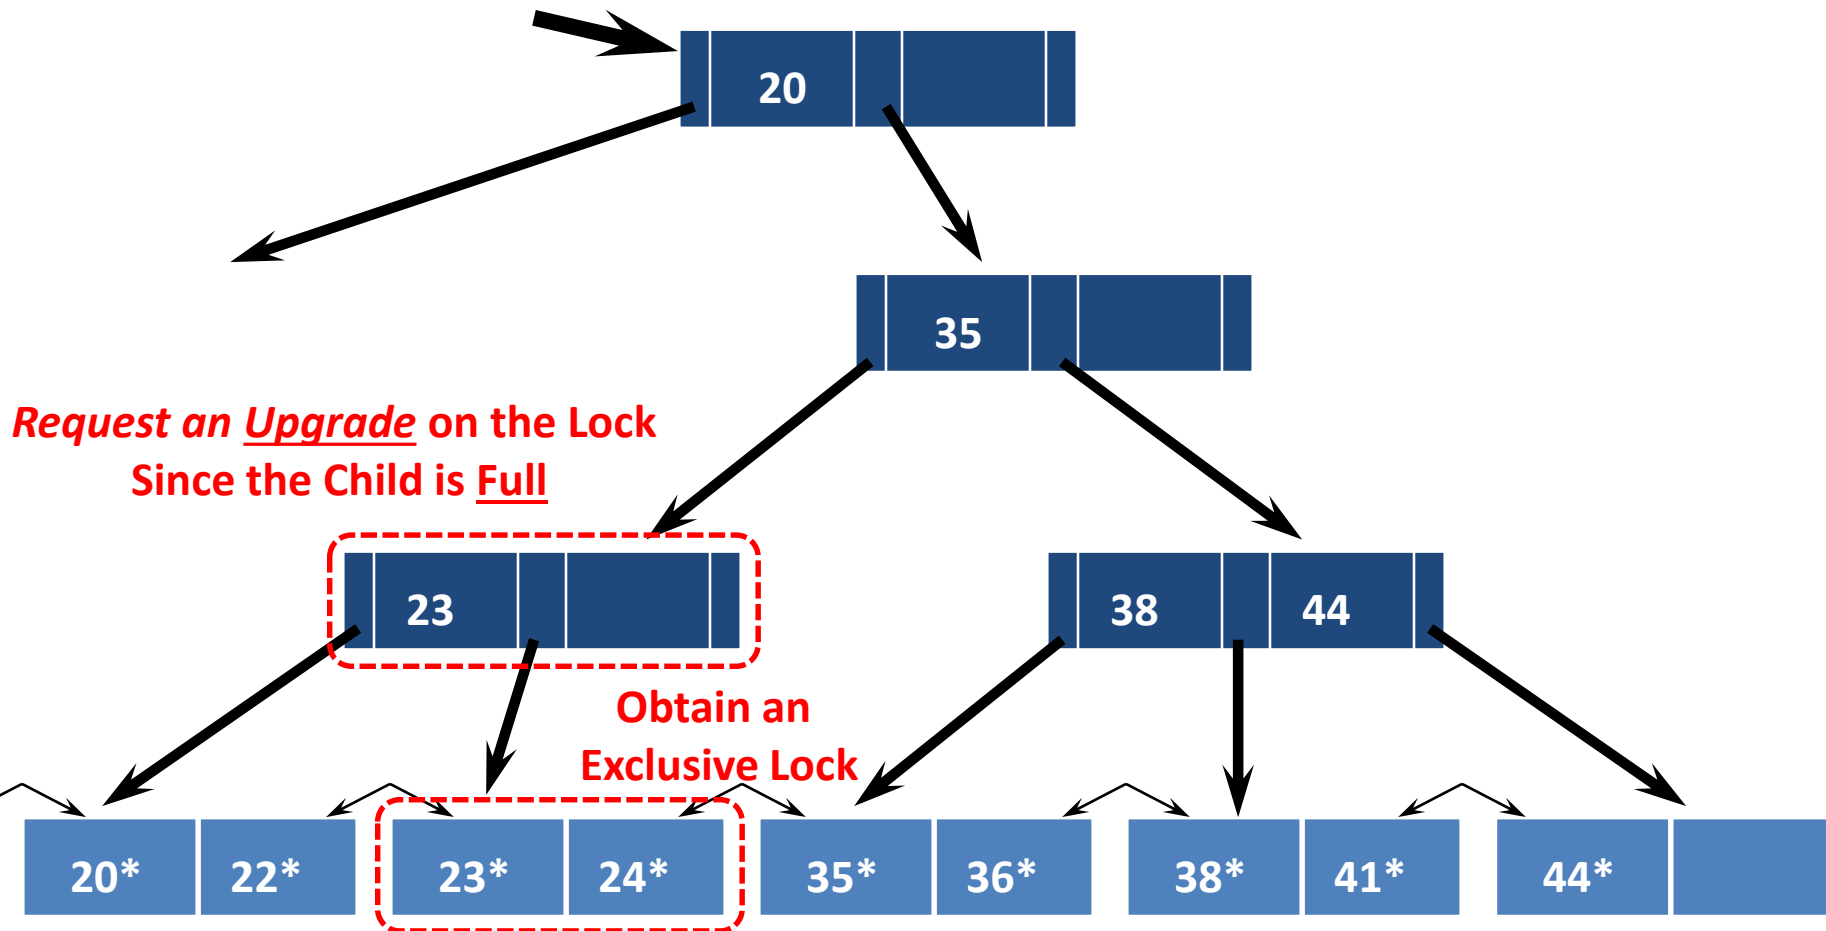 20
35
Request an Upgrade on the Lock
Since the Child is Full
23
38 44
Obtain an
Exclusive Lock
20* 22* 23* 24* 35* 36* 38* 41* 44*